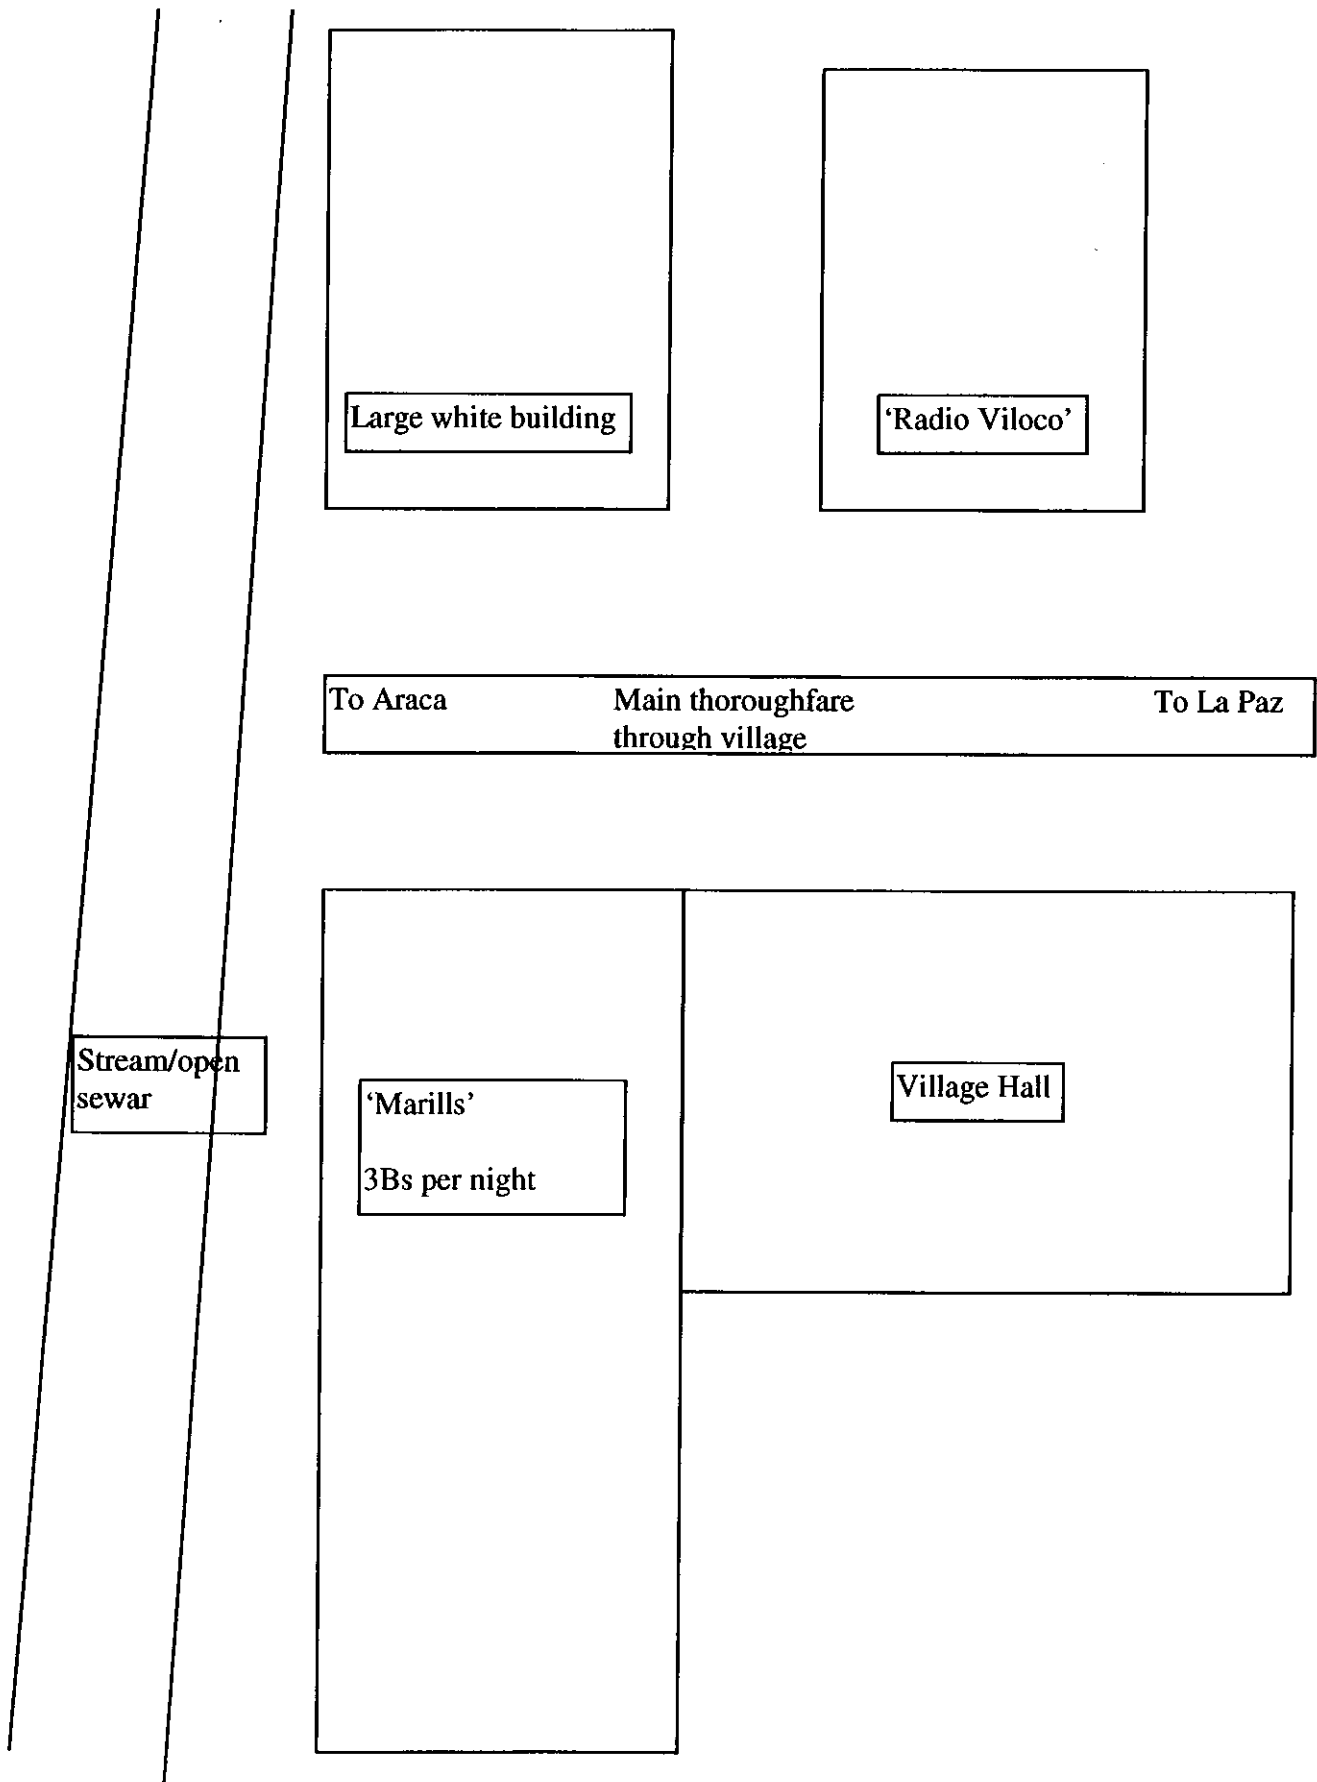 Large white building
‘Radio Viloco’
To Araca Main thoroughfare To La Paz
through village
Stream/open
sewar
‘Marills’
3Bs per night
Village Hall